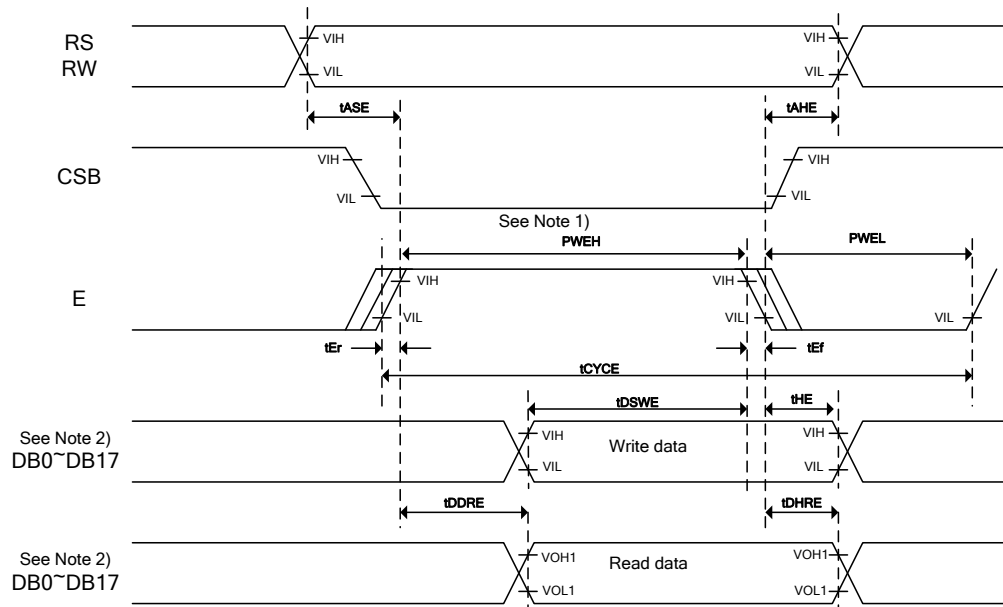 RS
RW
VIH
VIL
VIH
VIL
tASE
tAHE
CSB
VIH
VIL
VIH
VIL
See Note 1)
PWEH
PWEL
E
VIH
VIL
VIH
VIL
VIL
tEr
tEf
tCYCE
tDSWE
tHE
See Note 2)
DB0~DB17
VIH
VIL
Write data
VIH
VIL
tDDRE
tDHRE
See Note 2)
DB0~DB17
VOH1
VOL1
Read data
VOH1
VOL1